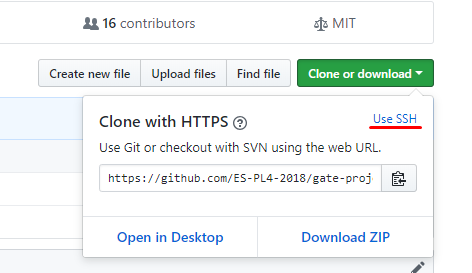 16 contributors
MIT
Create new file
Upload files
Find file
Clone or download
Clone with HTTPS ?
Use SSH
Use Git or checkout with SVN using the web URL.
https://github.com/ES-PL4-2018/gate-proj
Open in Desktop
Download ZIP